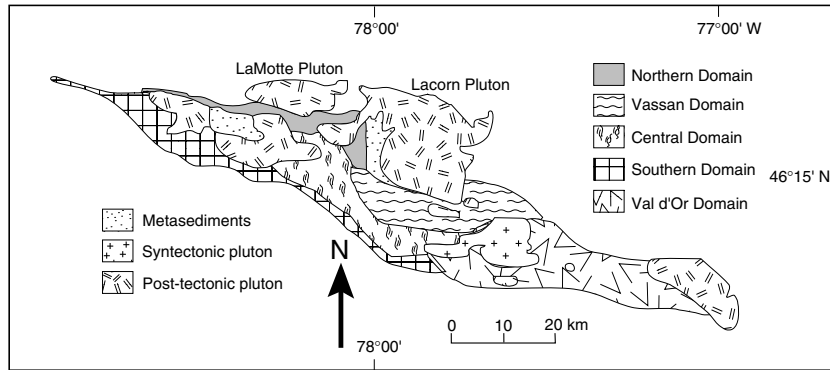 78°00'
77°00' W
LaMotte Pluton
Lacorn Pluton
Northern Domain
Vassan Domain
Central Domain
Southern Domain
46°15' N
Val d'Or Domain
Metasediments
Syntectonic pluton
Post-tectonic pluton
N
0 10 20 km
78°00'